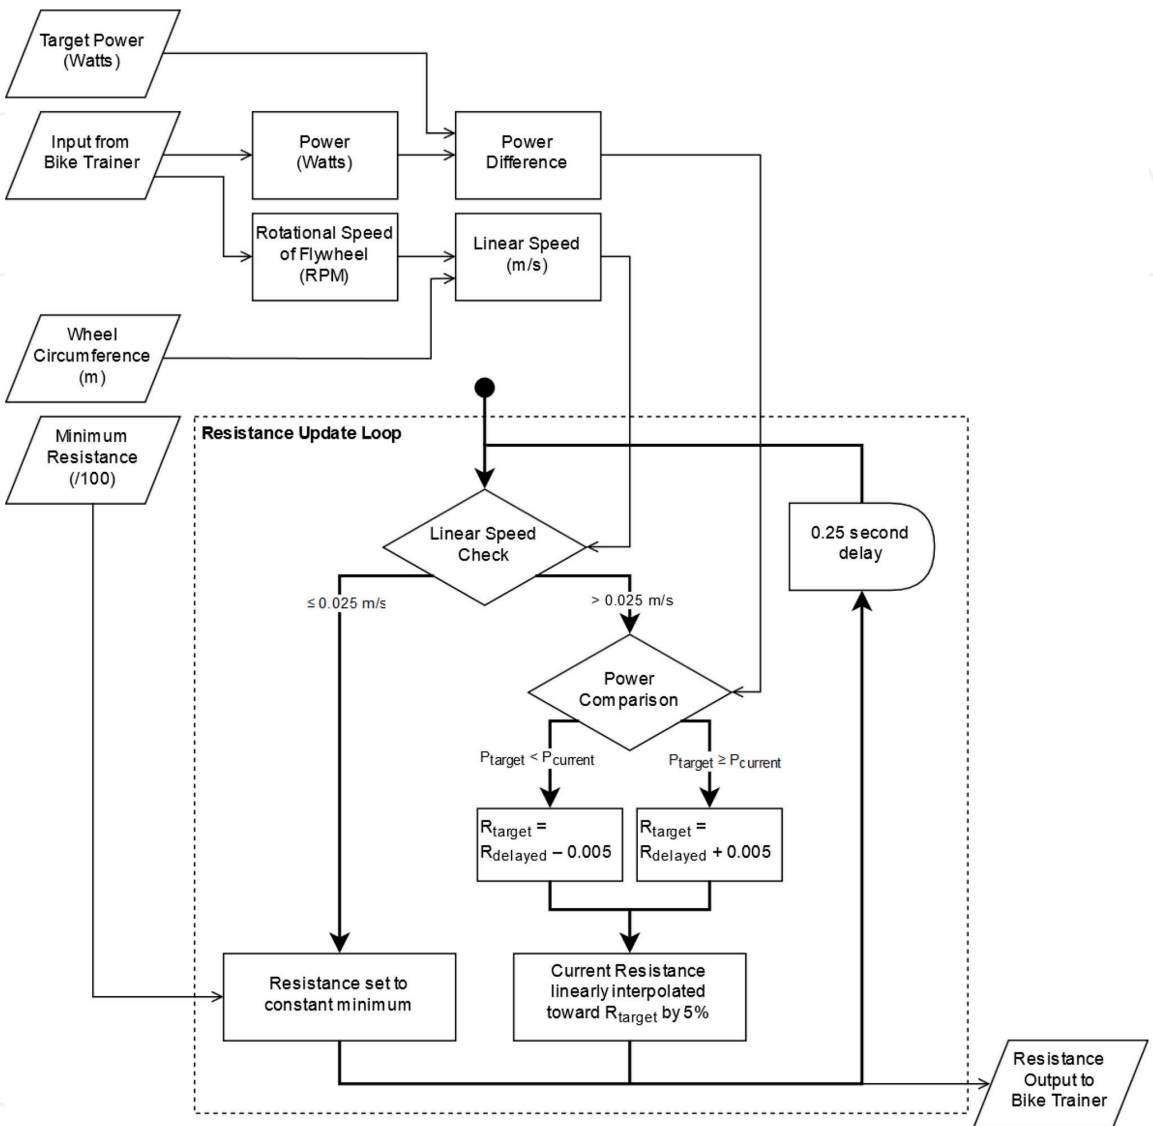 Target Power
(Watts)
Input from
Bike Trainer
Power
(Watts)
Power
Difference
Rotational Speed
of Flywheel
(RPM)
Linear Speed
(m/s)
Wheel
Circumference
(m)
Minimum
Resistance
(/100)
Resistance Update Loop
Linear Speed
Check
0.25 second
delay
≤ 0.025 m/s
> 0.025 m/s
Power
Comparison
Ptarget < Pcurrent
Ptarget ≥ Pcurrent
Rtarget =
Rdelayed – 0.005
Rtarget =
Rdelayed + 0.005
Resistance set to
constant minimum
Current Resistance
linearly interpolated
toward Rtarget by 5%
Resistance
Output to
Bike Trainer